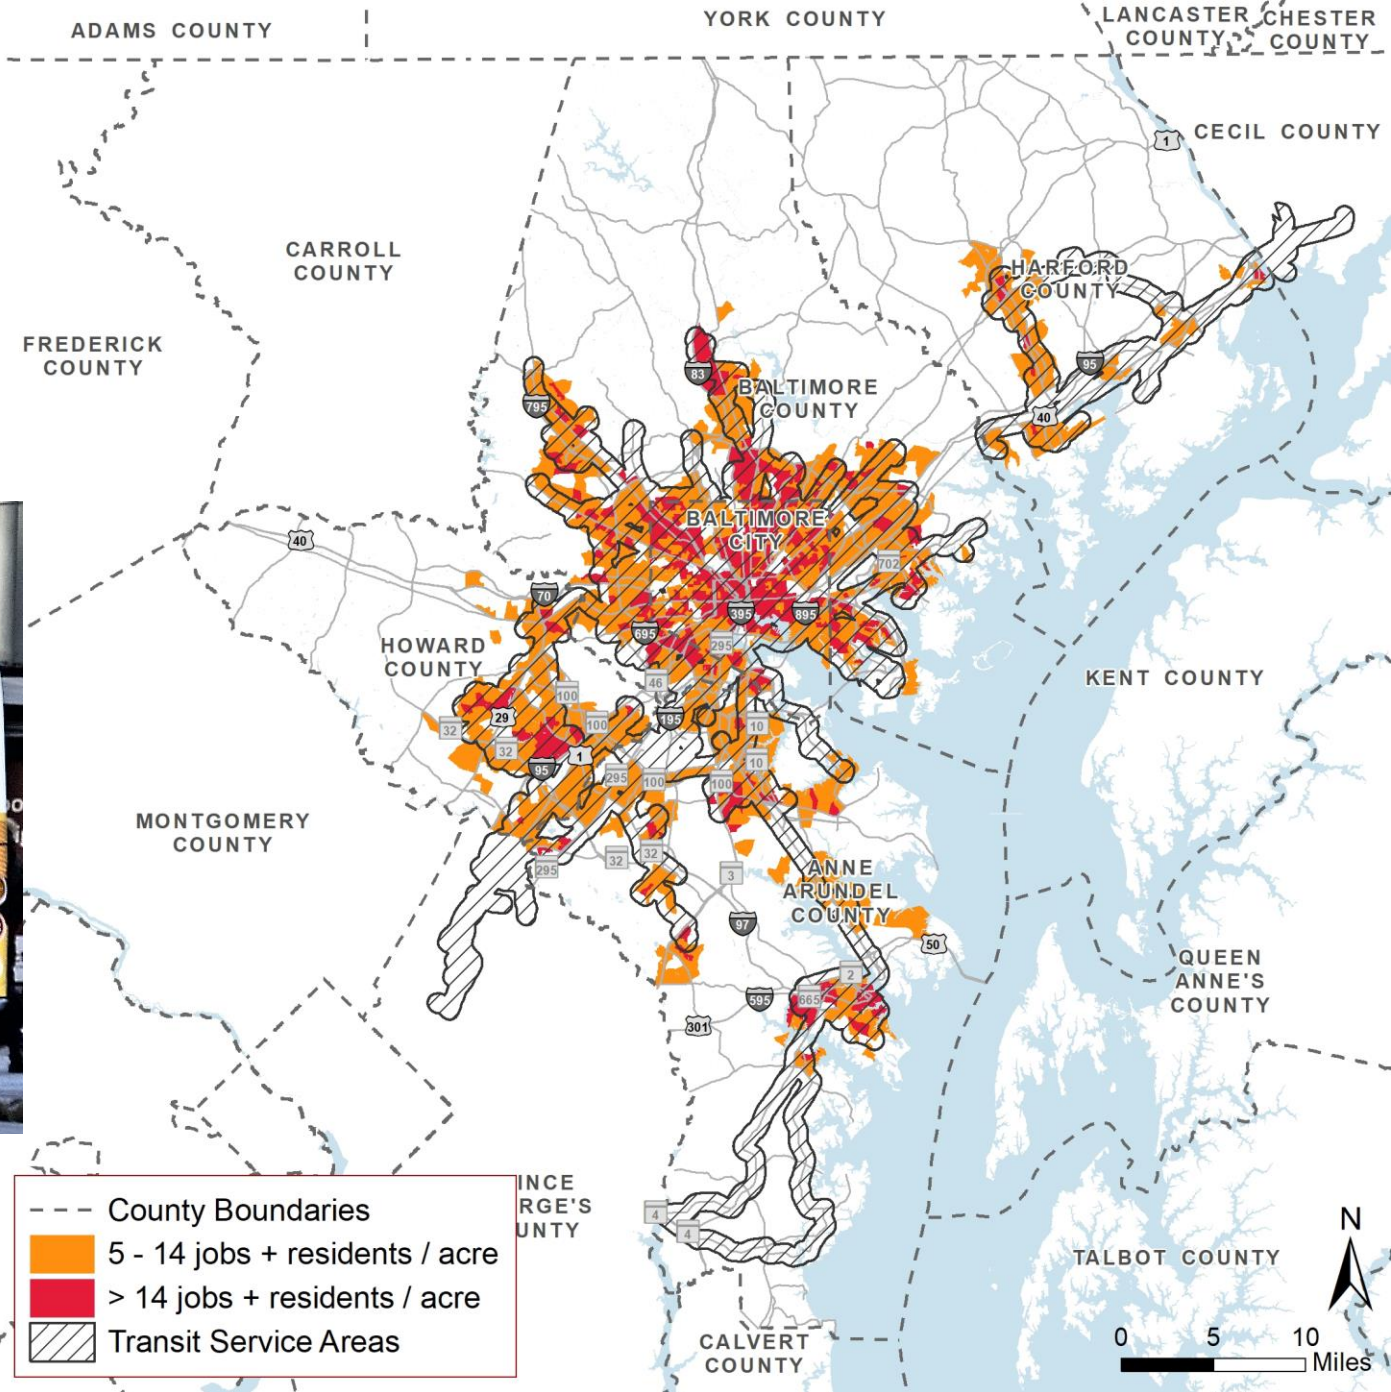 ADAMS COUNTY
YORK COUNTY
LANCASTER
COUNTY
CHESTER
COUNTY
CECIL COUNTY
1
CARROLL
COUNTY
HARFORD
COUNTY
FREDERICK
COUNTY
83
95
795
BALTIMORE
COUNTY
40
BALTIMORE
CITY
40
702
70
395
895
695
295
HOWARD
COUNTY
46
KENT COUNTY
100
29
195
32
100
10
32
1
10
95
295
100
100
MONTGOMERY
COUNTY
32
32
295
3
ANNE
ARUNDEL
COUNTY
97
50
2
QUEEN
ANNE'S
COUNTY
595
665
301
INCE
RGE'S
UNTY
4
4
County Boundaries
5 - 14 jobs + residents / acre
> 14 jobs + residents / acre
Transit Service Areas
N
TALBOT COUNTY
CALVERT
COUNTY
0 5 10
Miles